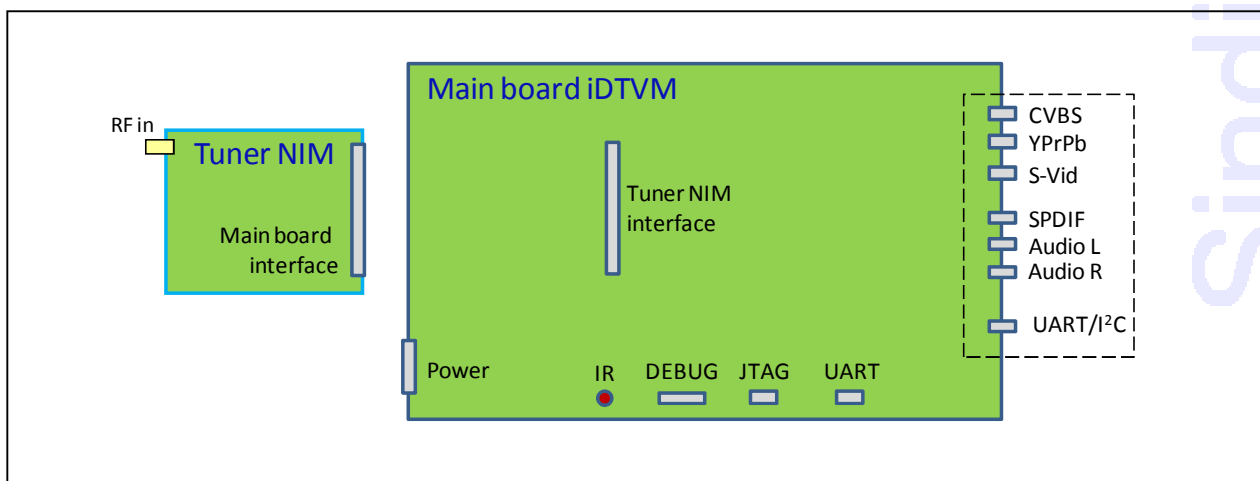 Main board iDTVM
RF in
Tuner NIM
Main board
interface
Tuner NIM
interface
CVBS
YPrPb
S-Vid
SPDIF
Audio L
Audio R
UART/I²C
Power
IR
DEBUG
JTAG
UART
Sindi